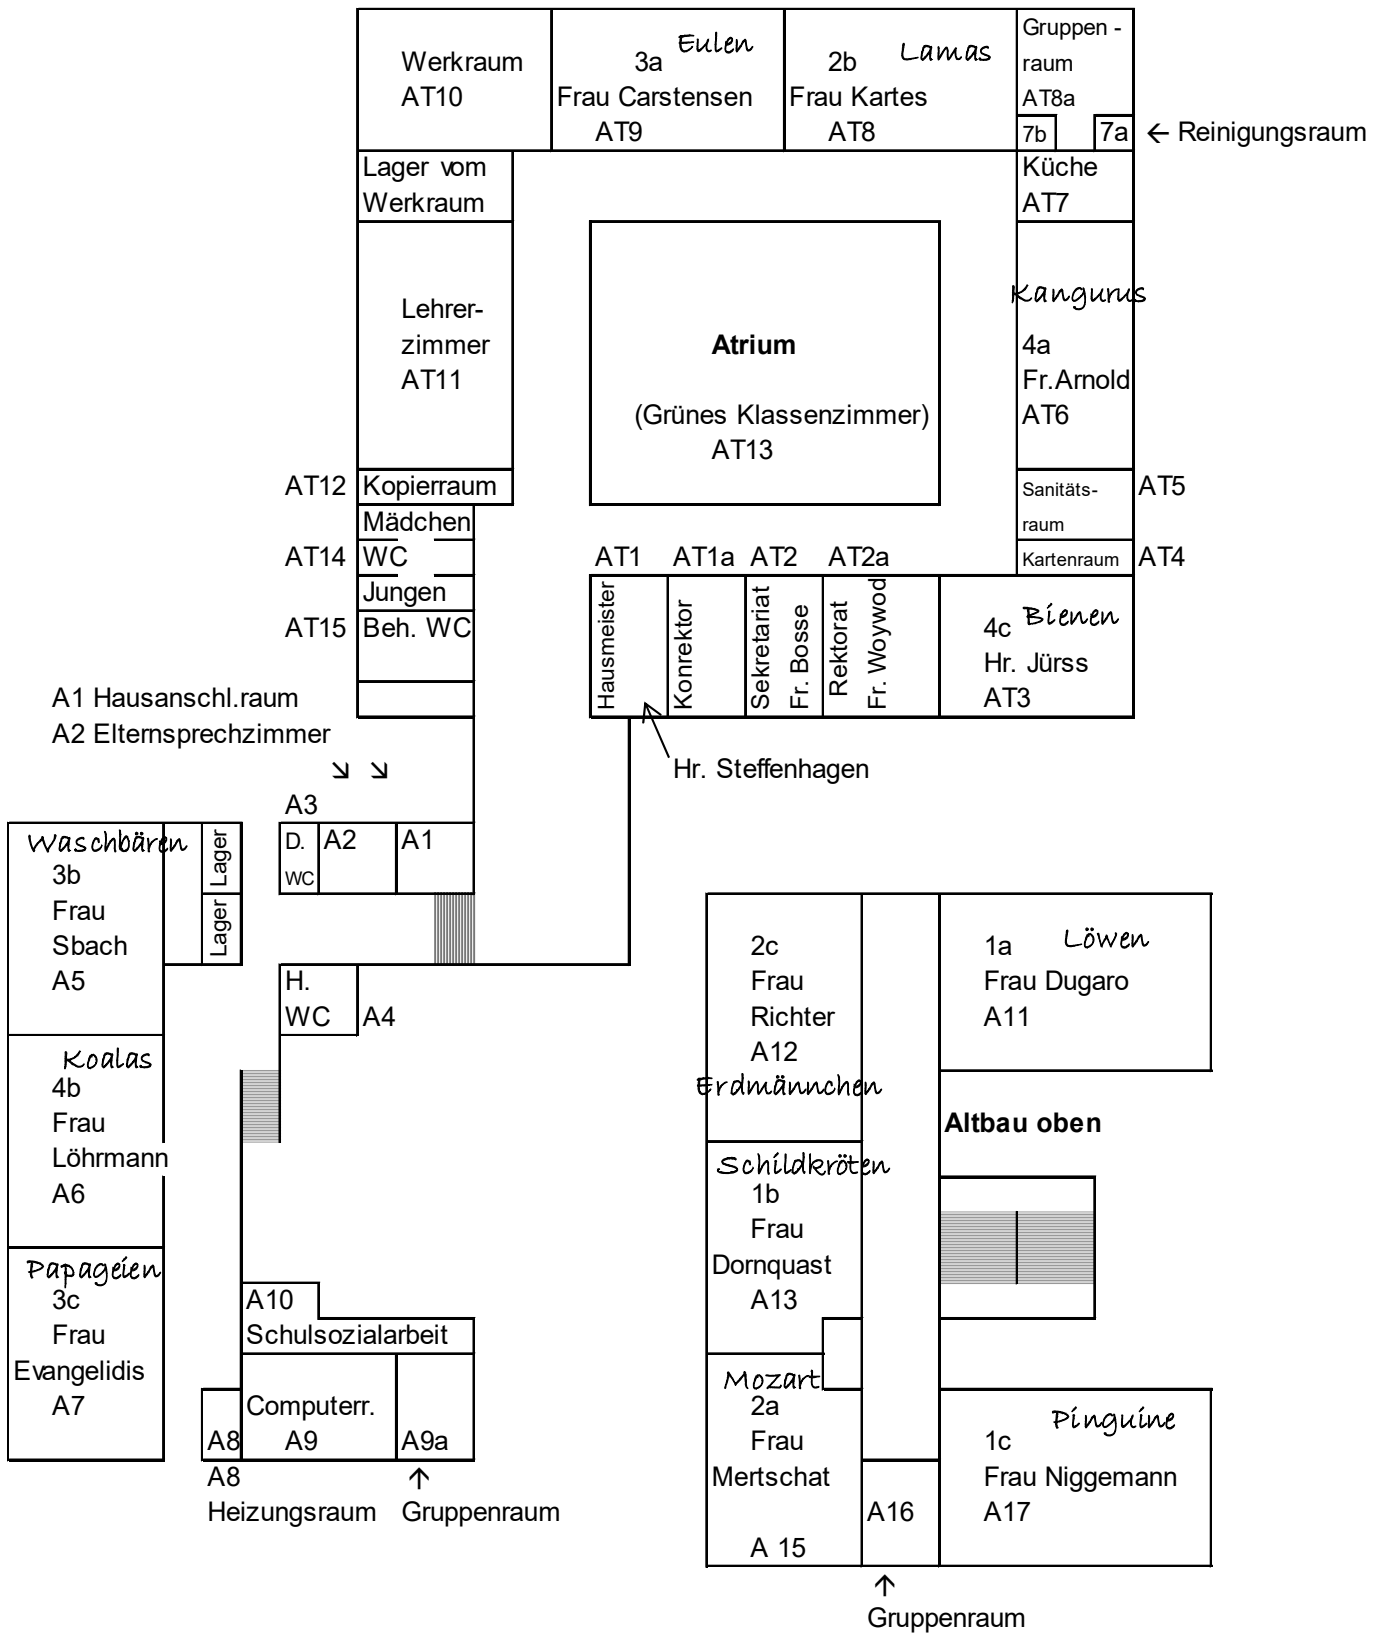 Werkraum
AT10
3a Eulen
Frau Carstensen
AT9
2b Lamas
Frau Kartes
AT8
Gruppen -
raum
AT8a
7b
7a
← Reinigungsraum
Lager vom
Werkraum
Küche
AT7
Lehrer-
zimmer
AT11
Atrium
(Grünes Klassenzimmer)
AT13
Kangurus
4a
Fr.Arnold
AT6
AT12 Kopierraum
Sanitäts-
raum
AT5
Mädchen
AT14 WC
Kartenraum AT4
Jungen
AT15 Beh. WC
AT1 AT1a AT2 AT2a
Hausmeister
Konrektor
Sekretariat
Fr. Bosse
Rektorat
Fr. Woywod
4c Bienen
Hr. Jürss
AT3
A1 Hausanschl.raum
A2 Elternsprechzimmer
Hr. Steffenhagen
A3
D.
WC
A2
A1
Waschbären
3b
Frau
Sbach
A5
Lager
Lager
H.
WC A4
Koalas
4b
Frau
Löhrmann
A6
Papageien
3c
Frau
Evangelidis
A7
A10
Schulsozialarbeit
Computerr.
A9
A9a
A8
A8
Heizungsraum
↑
Gruppenraum
2c
Frau
Richter
A12
Erdmännchen
1a Löwen
Frau Dugaro
A11
Altbau oben
Schildkröten
1b
Frau
Dornquast
A13
Mozart
2a
Frau
Mertschat
A 15
A16
Pinguine
1c
Frau Niggemann
A17
↑
Gruppenraum